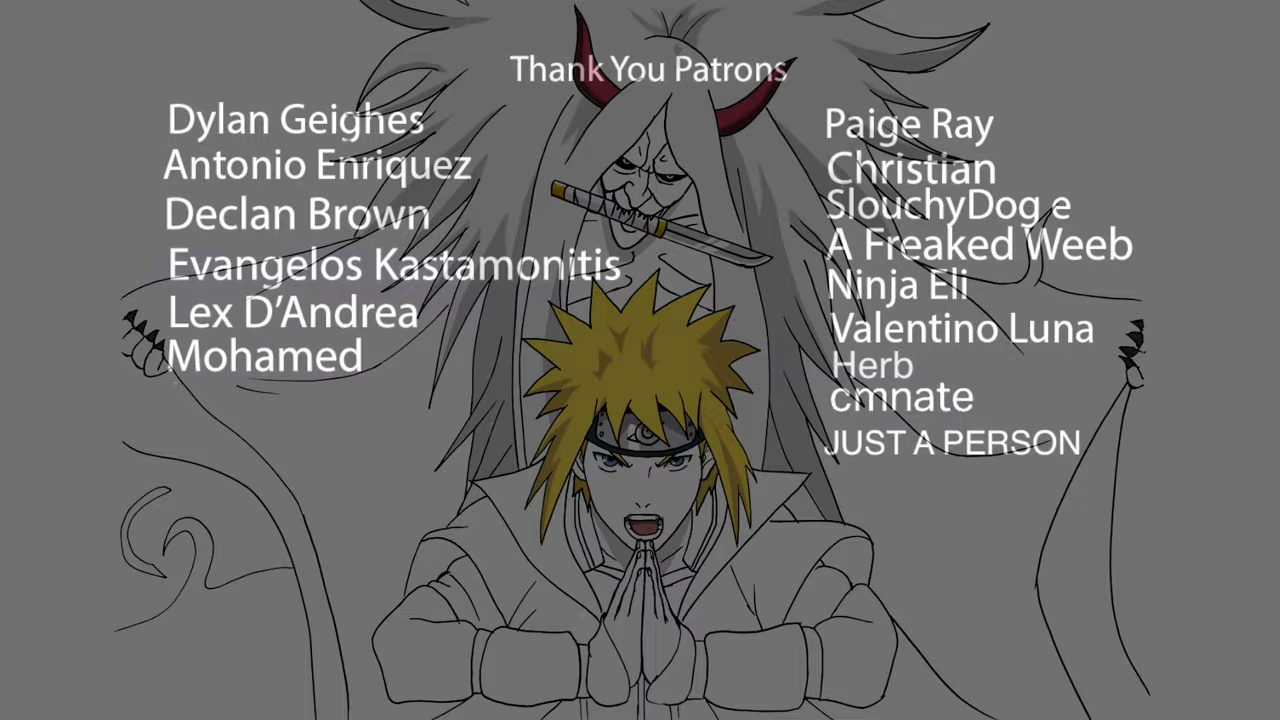 Thank You Patrons
Dylan Geighes
Antonio Enriquez
Declan Brown
Evangelos Kastamonitis
Lex D’Andrea
Mohamed
Paige Ray
Christian
SlouchyDog e
A Freaked Weeb
Ninja Eli
Valentino Luna
Herb
cmnate
JUST A PERSON